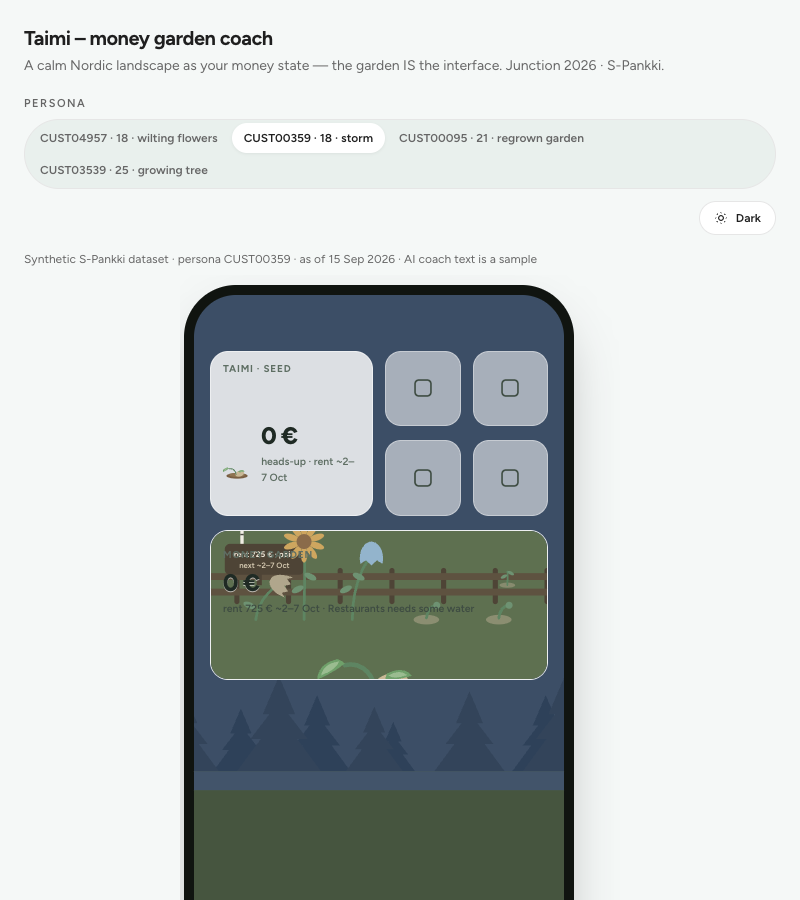 Taimi – money garden coach
A calm Nordic landscape as your money state — the garden IS the interface. Junction 2026 · S-Pankki.
PERSONA
CUST04957 · 18 · wilting flowers
CUST00359 · 18 · storm
CUST00095 · 21 · regrown garden
CUST03539 · 25 · growing tree
Dark
Synthetic S-Pankki dataset · persona CUST00359 · as of 15 Sep 2026 · AI coach text is a sample
TAIMI · SEED
0 €
heads-up · rent ~2–
7 Oct
rent 725 €
next ~2–7 Oct
0 €
rent 725 € ~2–7 Oct · Restaurants needs some water